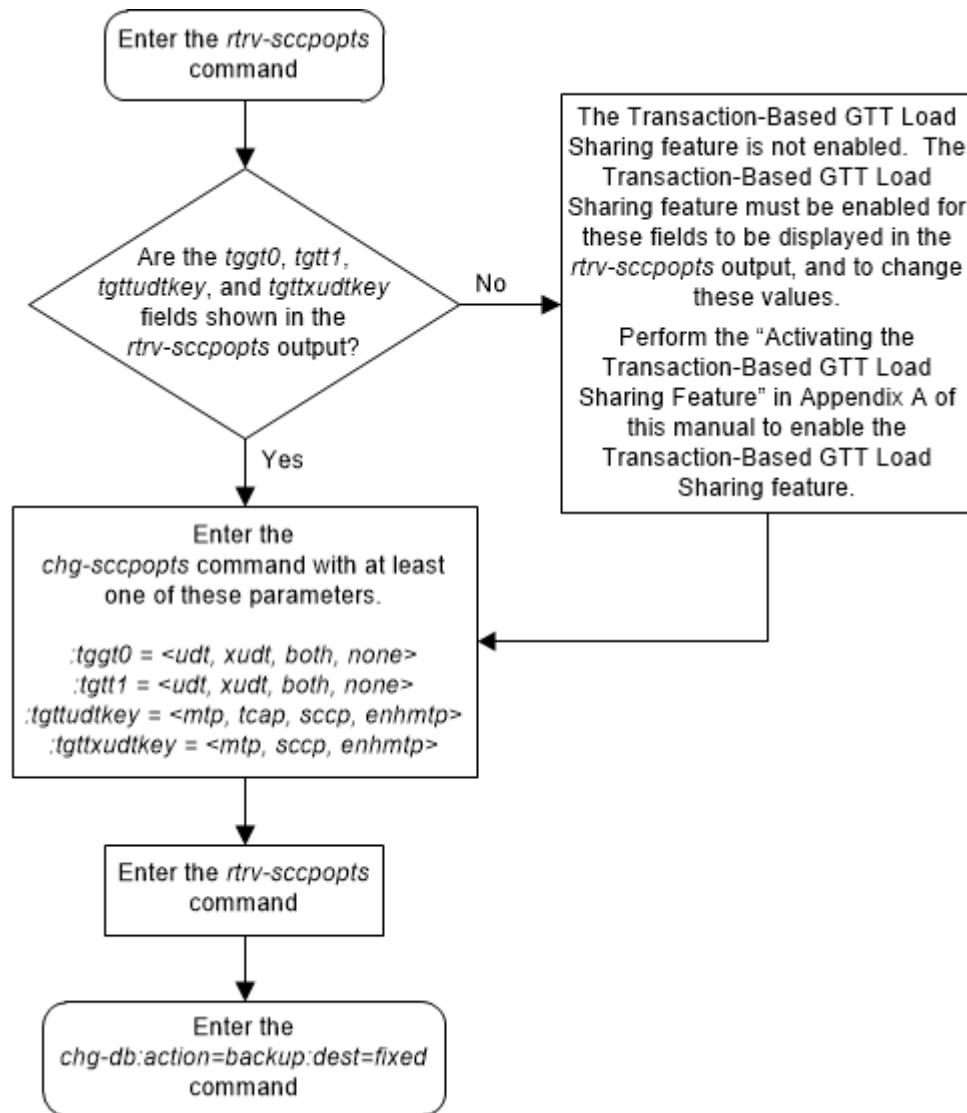 Enter the rtrv-sccpopts
command
Are the tggt0, tgtt1,
tgttudtkey, and tgttxudtkey
fields shown in the
rtrv-sccpopts output?
No
The Transaction-Based GTT Load
Sharing feature is not enabled.  The
Transaction-Based GTT Load
Sharing feature must be enabled for
these fields to be displayed in the
rtrv-sccpopts output, and to change
these values.
Perform the “Activating the
Transaction-Based GTT Load
Sharing Feature” in Appendix A of
this manual to enable the
Transaction-Based GTT Load
Sharing feature.
Yes
Enter the
chg-sccpopts command with at least
one of these parameters.
:tggt0 = <udt, xudt, both, none>
:tgtt1 = <udt, xudt, both, none>
:tgttudtkey = <mtp, tcap, sccp, enhmtp>
:tgttxudtkey = <mtp, sccp, enhmtp>
Enter the rtrv-sccpopts
command
Enter the
chg-db:action=backup:dest=fixed
command